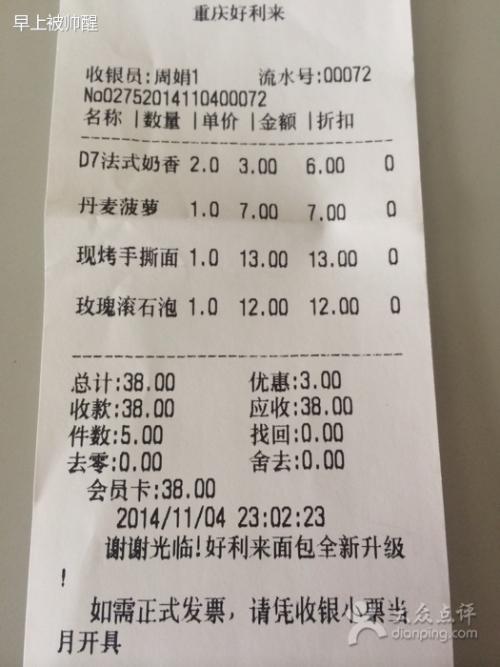 早上被帅醒
重庆好利来
收银员:周娟1 流水号:00072
No02752014110400072
名称 |数量 |单价 |金额 |折扣
D7法式奶香 2.0 3.00 6.00 0
丹麦菠萝 1.0 7.00 7.00 0
现烤手撕面 1.0 13.00 13.00 0
玫瑰滚石泡 1.0 12.00 12.00 0
总计:38.00 优惠:3.00
收款:38.00 应收:38.00
件数:5.00 找回:0.00
去零:0.00 舍去:0.00
会员卡:38.00
2014/11/04 23:02:23
谢谢光临!好利来面包全新升级
!
如需正式发票，请凭收银小票当
月开具
大众点评
dianping.com